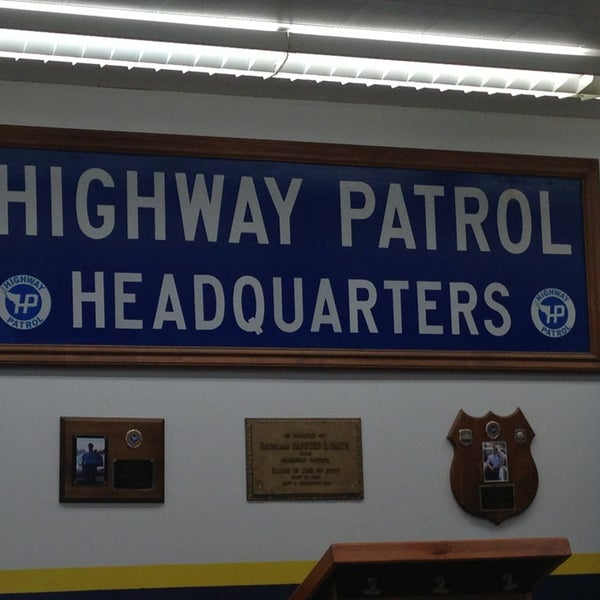 HIGHWAY PATROL
HEADQUARTERS
HIGHWAY
HP
PATROL
HIGHWAY
HP
PATROL
IN MEMORY OF
HIGHWAY PATROL
KILLED IN LINE OF DUTY